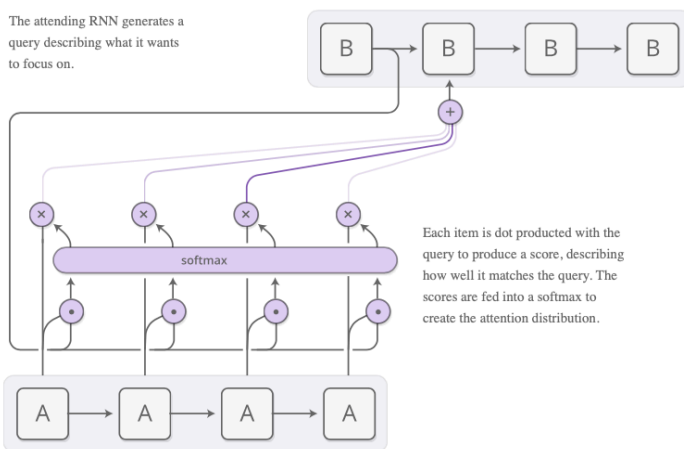 The attending RNN generates a
query describing what it wants
to focus on.
B B B B
+
× × × ×
Each item is dot producted with the
query to produce a score, describing
how well it matches the query. The
scores are fed into a softmax to
create the attention distribution.
softmax
A A A A